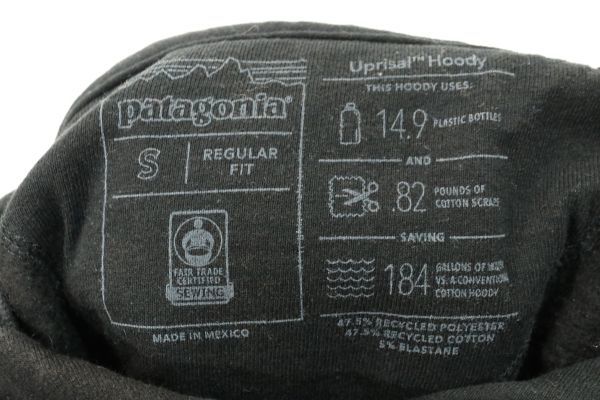 patagonia®
S
REGULAR
FIT
FAIR TRADE
CERTIFIED
SEWING
MADE IN MEXICO
Uprisal™ Hoody
THIS HOODY USES:
14.9 PLASTIC BOTTLES
AND
.82 POUNDS OF
COTTON SCRAPS
SAVING
184 GALLONS OF
VS. A CONVENTION
COTTON HOODY
47.5% RECYCLED POLYESTER
47.5% RECYCLED COTTON
5% ELASTANE